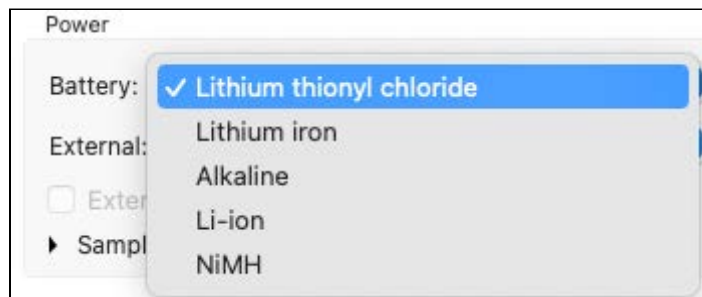 Power
Battery:
✓ Lithium thionyl chloride
Lithium iron
External:
Alkaline
Li-ion
NiMH